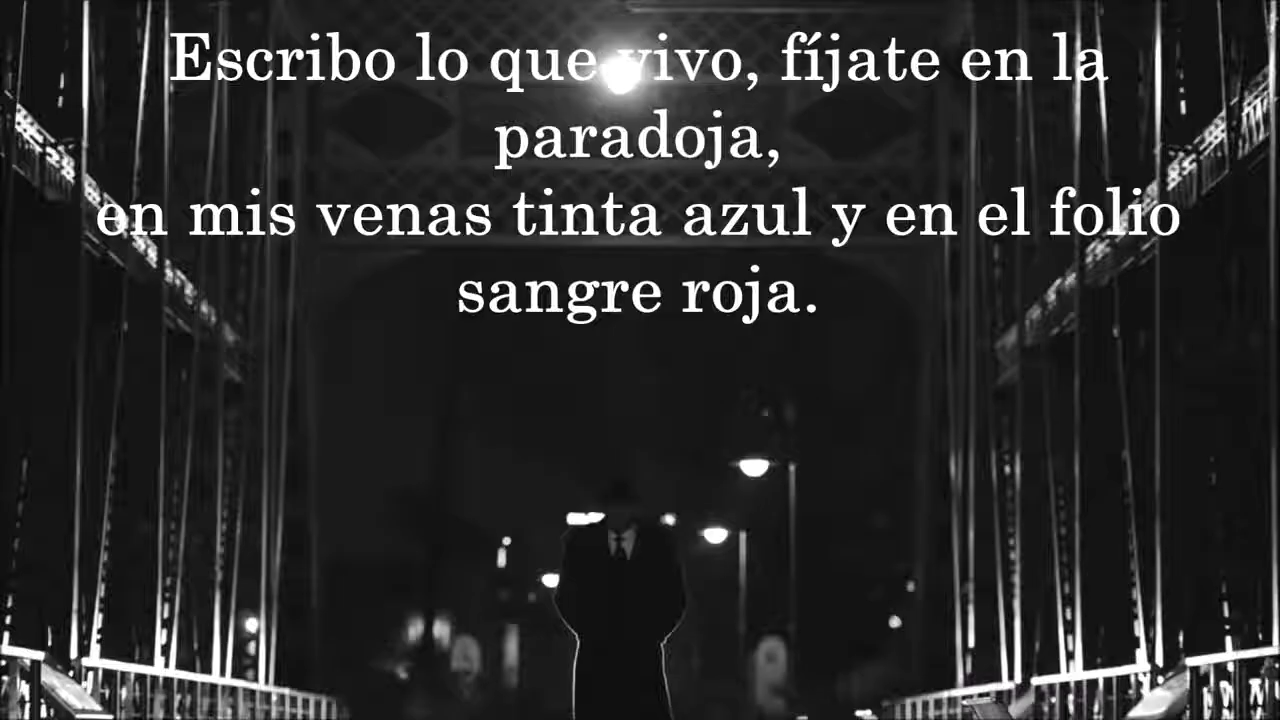 Escribo lo que vivo, fíjate en la
paradoja,
en mis venas tinta azul y en el folio
sangre roja.